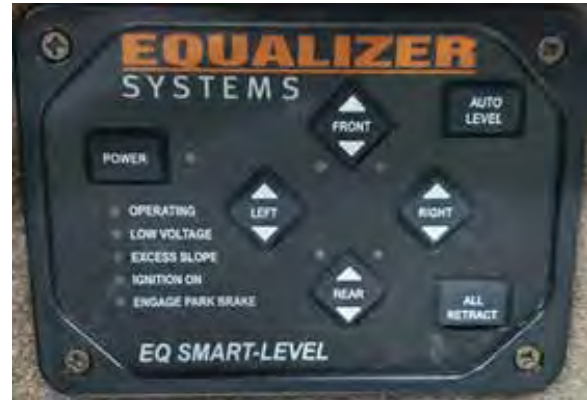 EQUALIZER
SYSTEMS
AUTO
LEVEL
FRONT
POWER
LEFT
RIGHT
OPERATING
LOW VOLTAGE
EXCESS SLOPE
IGNITION ON
ENGAGE PARK BRAKE
REAR
ALL
RETRACT
EQ SMART-LEVEL